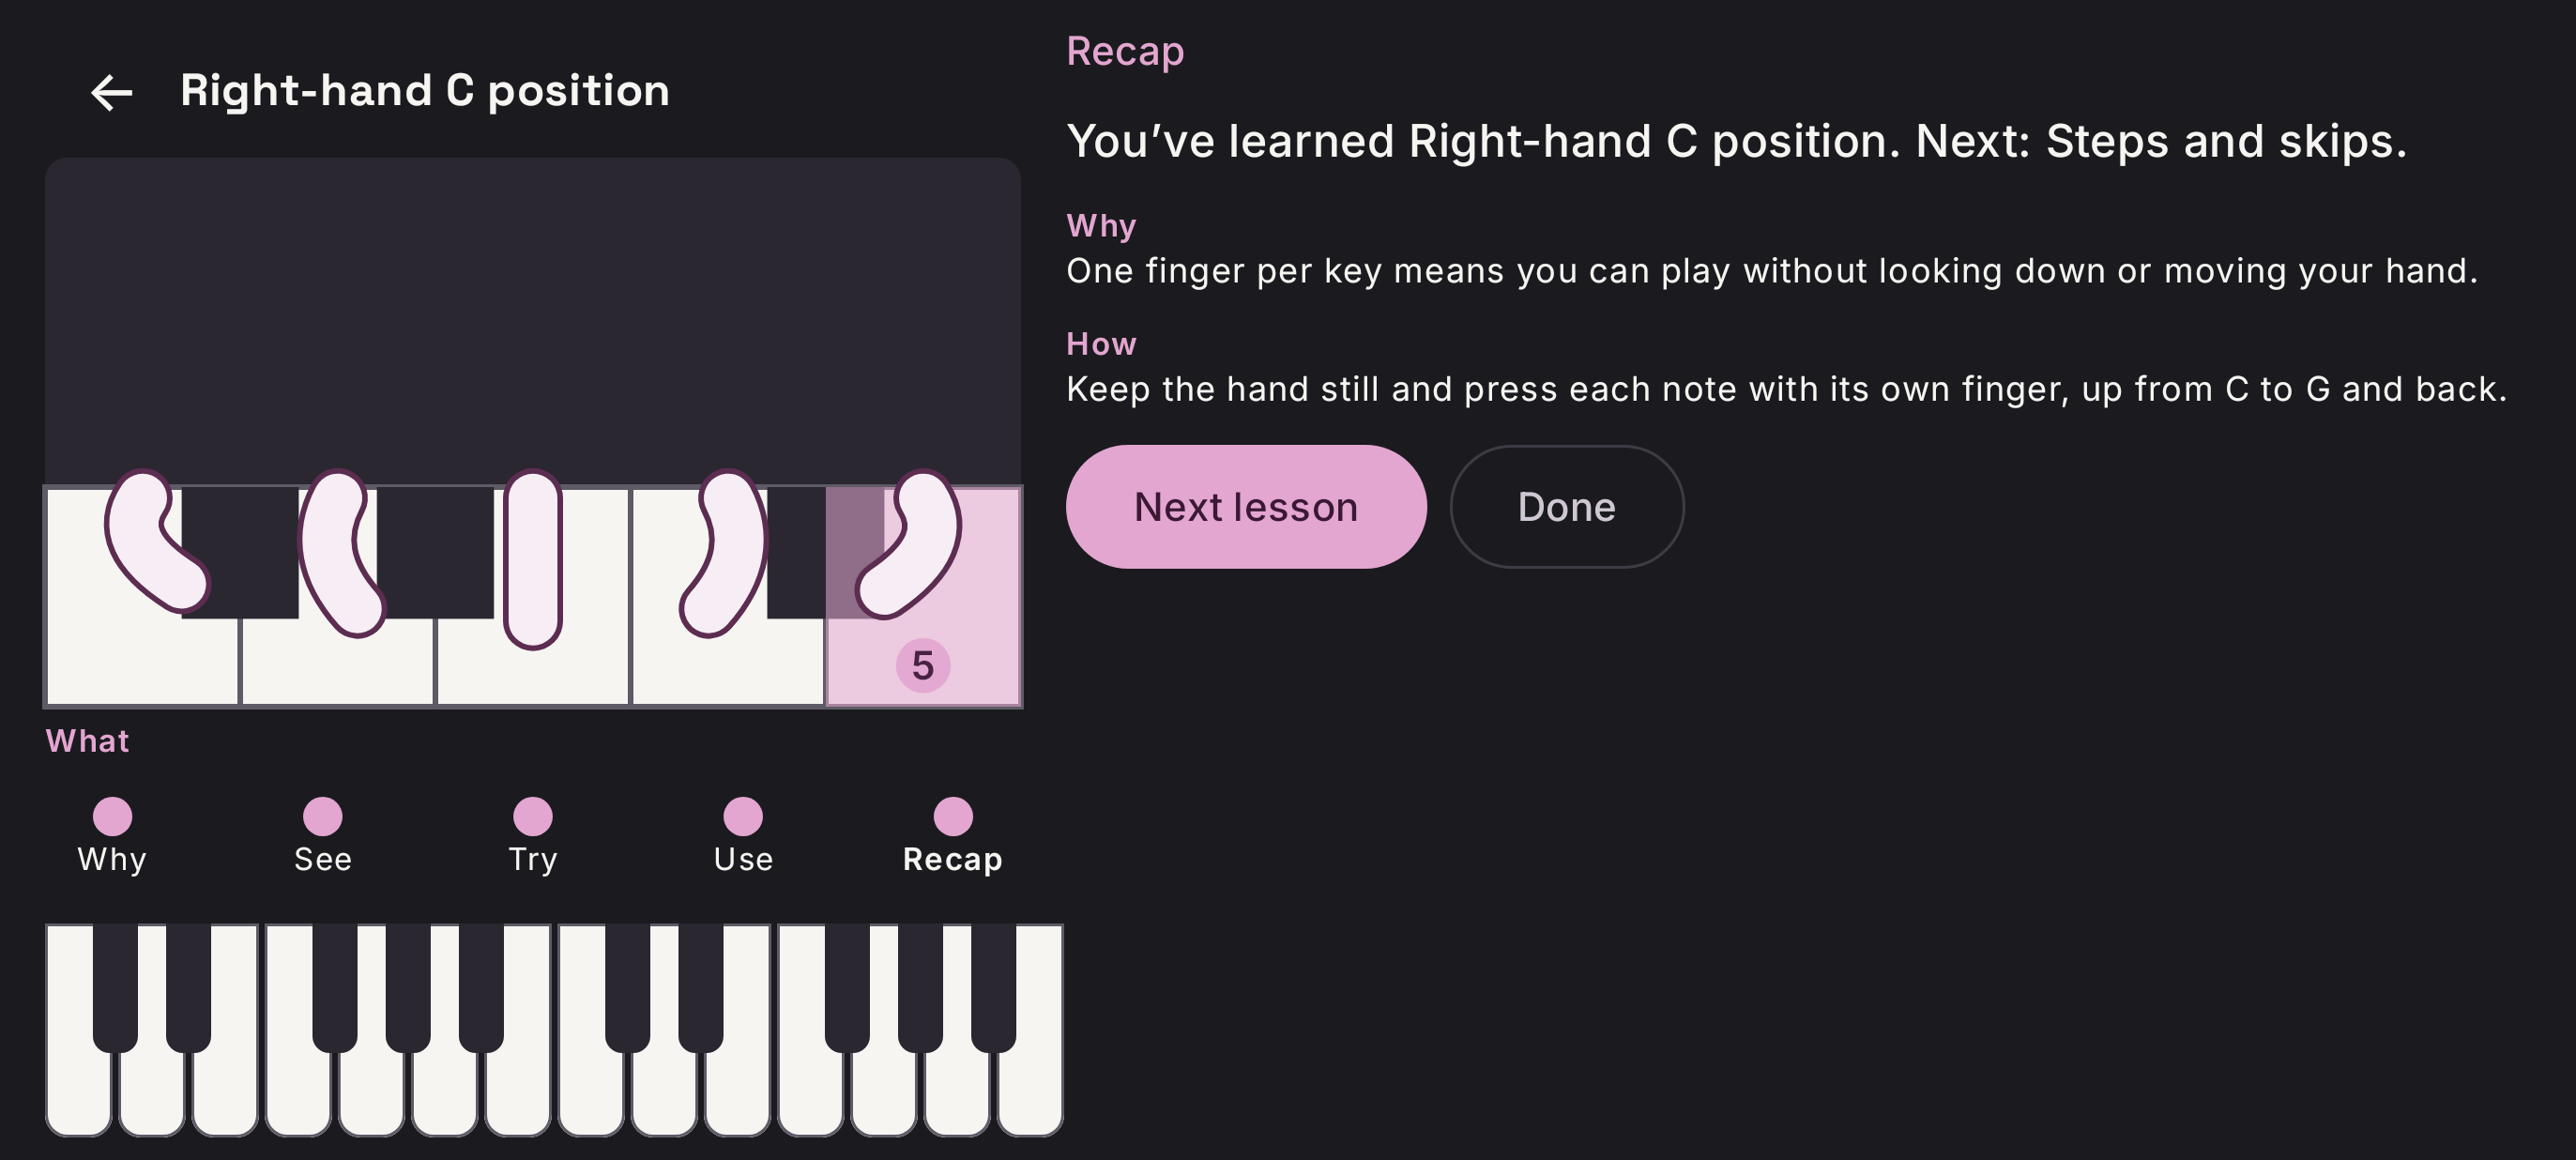 Right-hand C position
5
What
Why
See
Try
Use
Recap
Recap
You’ve learned Right-hand C position. Next: Steps and skips.
Why
One finger per key means you can play without looking down or moving your hand.
How
Keep the hand still and press each note with its own finger, up from C to G and back.
Next lesson
Done